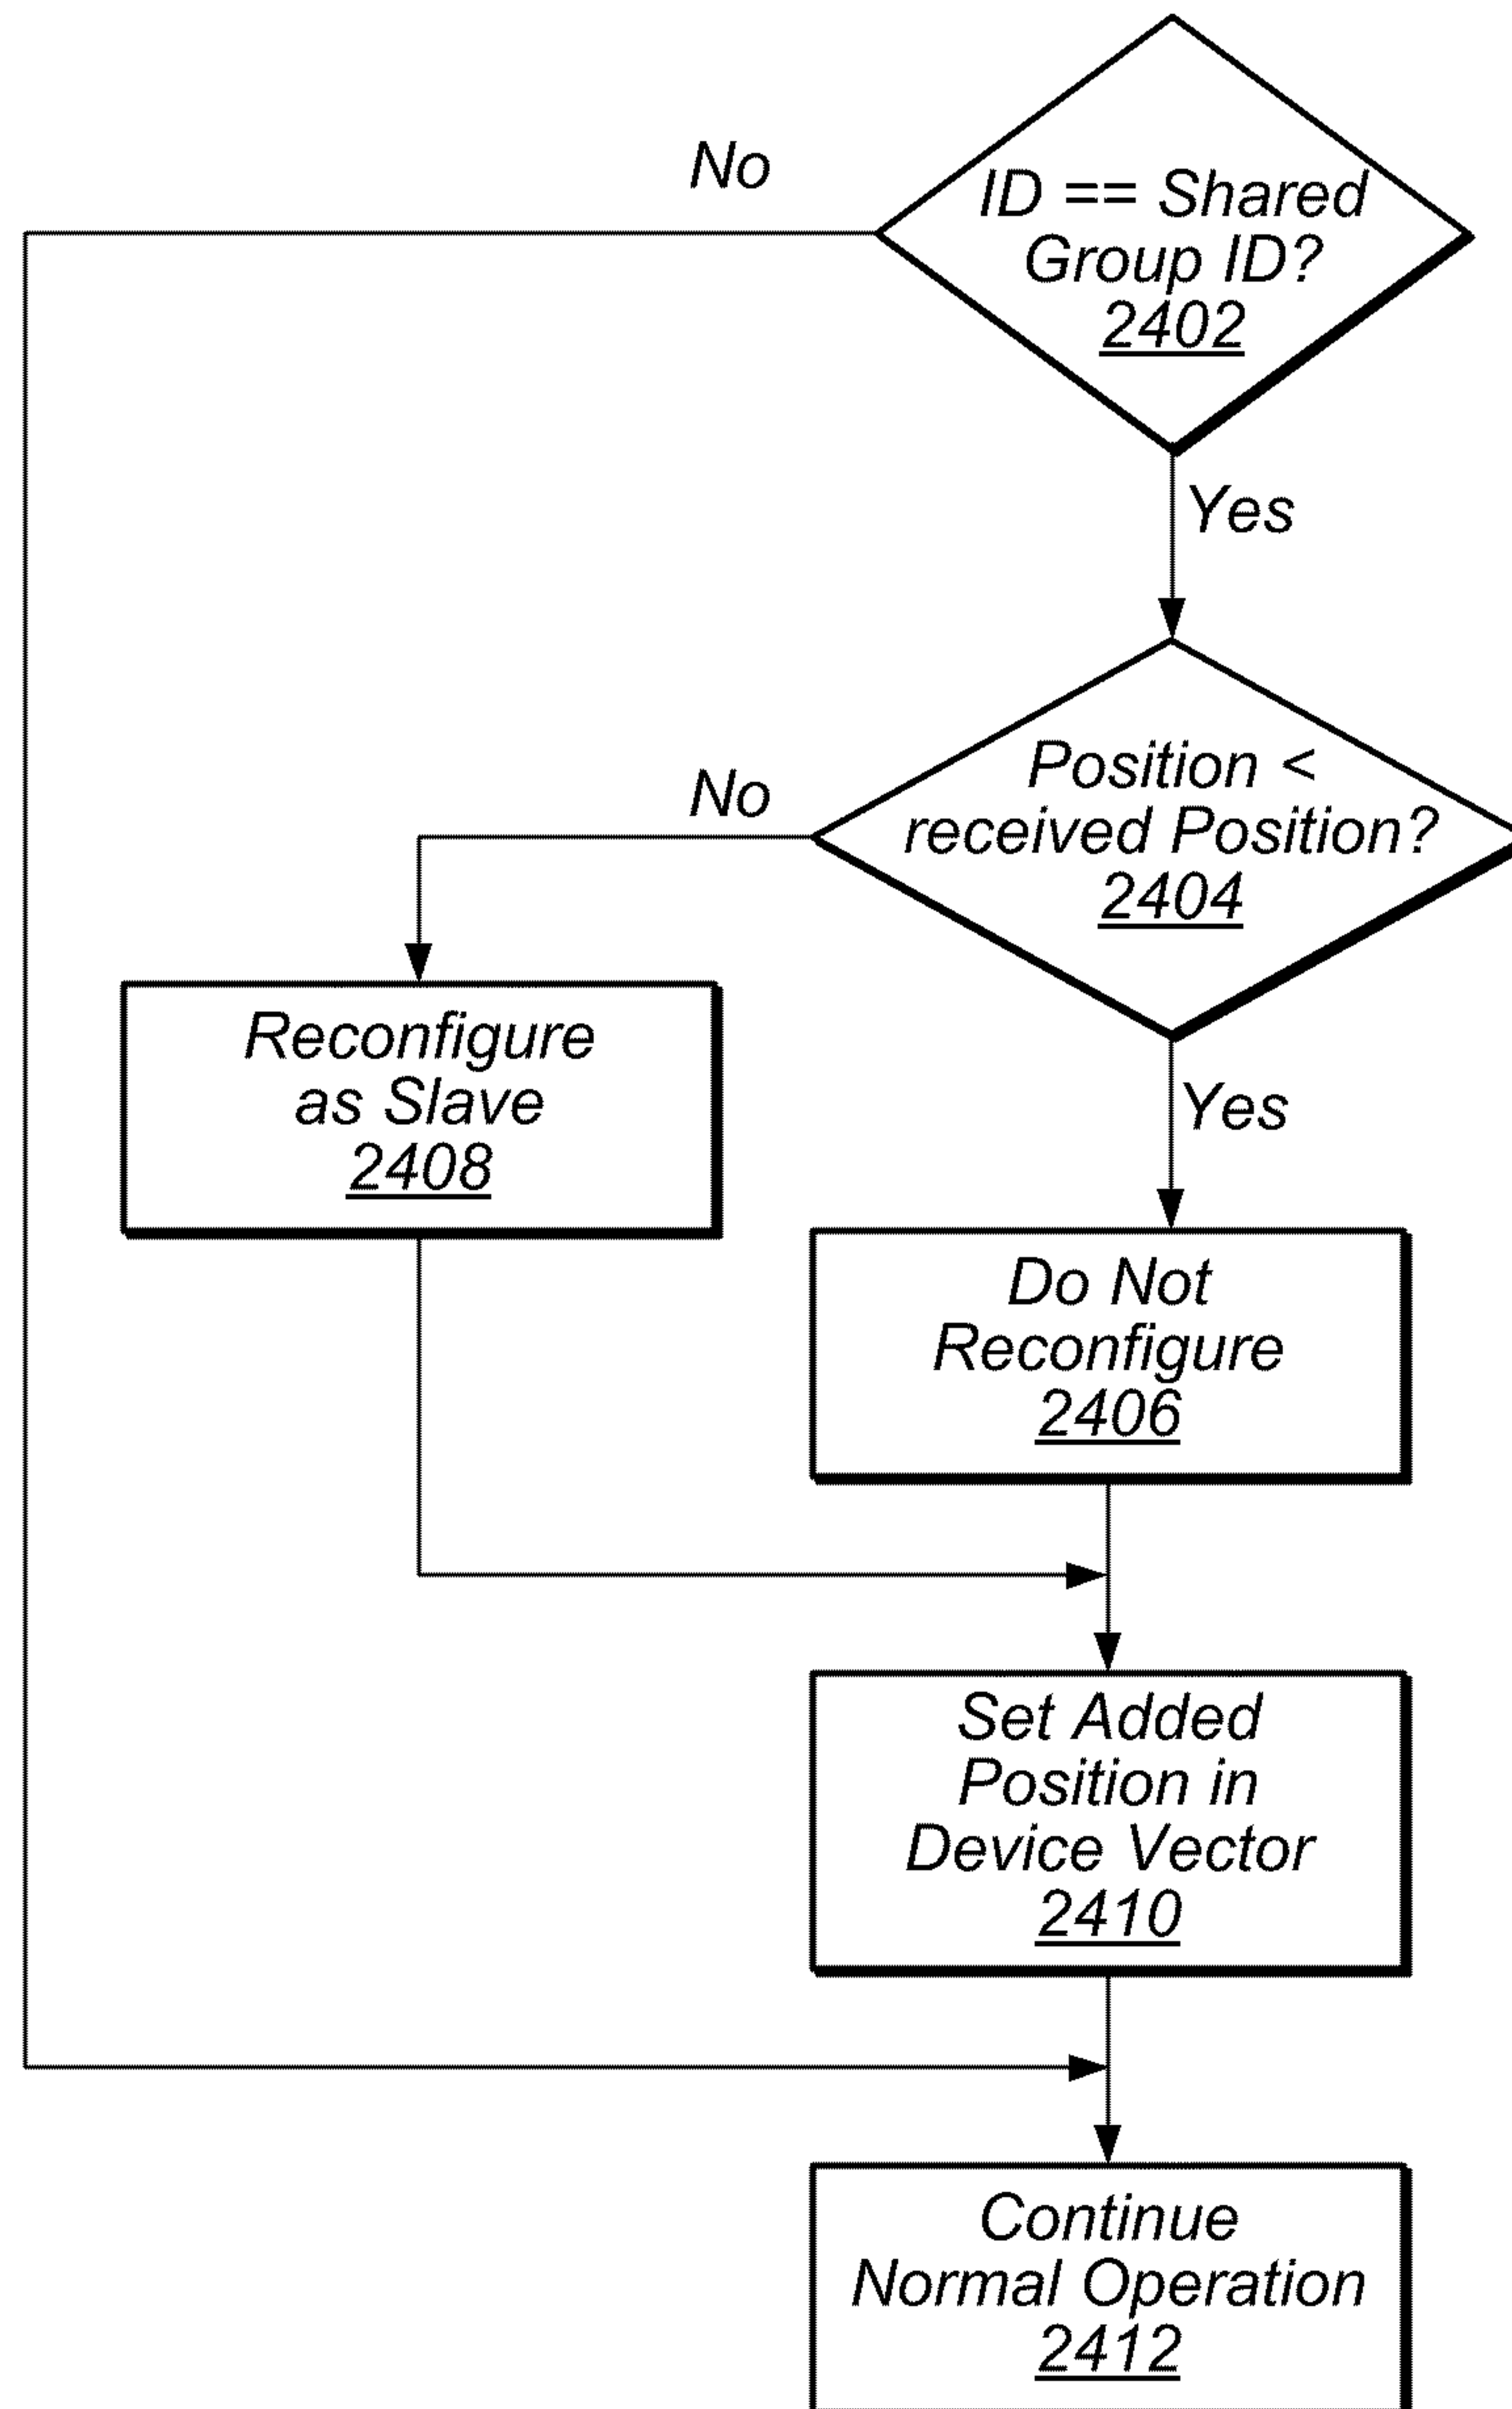 No
ID == Shared
Group ID?
2402
Yes
Position <
received Position?
2404
No
Reconfigure
as Slave
2408
Yes
Do Not
Reconfigure
2406
Set Added
Position in
Device Vector
2410
Continue
Normal Operation
2412